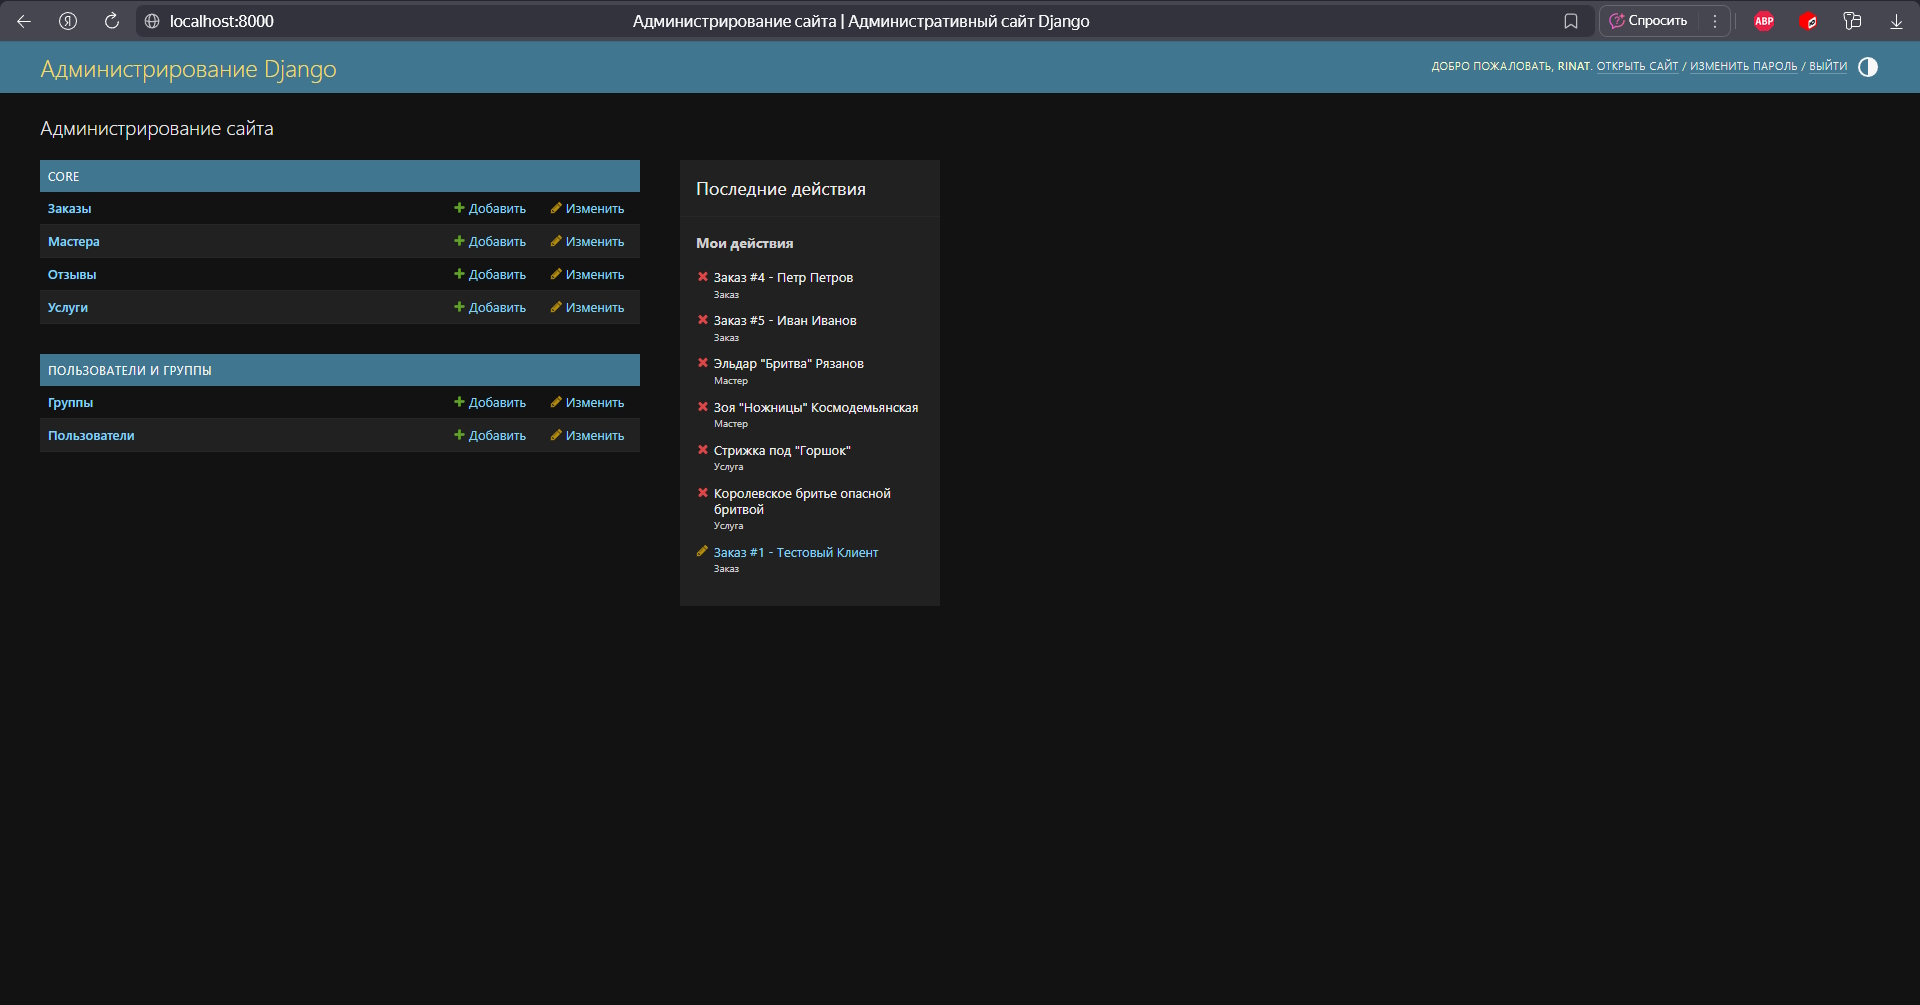 localhost:8000
Администрирование сайта | Административный сайт Django
Спросить
ABP
Администрирование Django
ДОБРО ПОЖАЛОВАТЬ, RINAT. ОТКРЫТЬ САЙТ / ИЗМЕНИТЬ ПАРОЛЬ / ВЫЙТИ
Администрирование сайта
CORE
Заказы Добавить Изменить
Мастера Добавить Изменить
Отзывы Добавить Изменить
Услуги Добавить Изменить
ПОЛЬЗОВАТЕЛИ И ГРУППЫ
Группы Добавить Изменить
Пользователи Добавить Изменить
Последние действия
Мои действия
Заказ #4 - Петр Петров
Заказ
Заказ #5 - Иван Иванов
Заказ
Эльдар "Бритва" Рязанов
Мастер
Зоя "Ножницы" Космодемьянская
Мастер
Стрижка под "Горшок"
Услуга
Королевское бритье опасной
бритвой
Услуга
Заказ #1 - Тестовый Клиент
Заказ